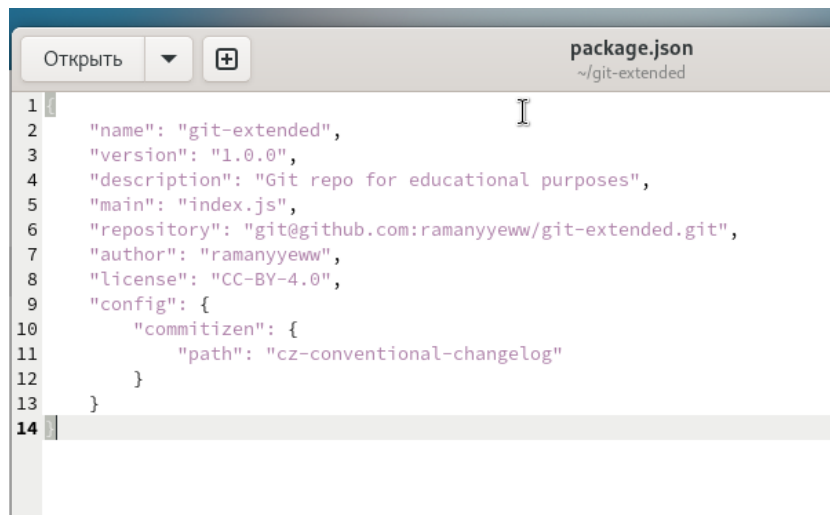 Открыть
package.json
~/git-extended
1 {
2     "name": "git-extended",
3     "version": "1.0.0",
4     "description": "Git repo for educational purposes",
5     "main": "index.js",
6     "repository": "git@github.com:ramanyyeww/git-extended.git",
7     "author": "ramanyyeww",
8     "license": "CC-BY-4.0",
9     "config": {
10         "commitizen": {
11             "path": "cz-conventional-changelog"
12         }
13     }
14 }